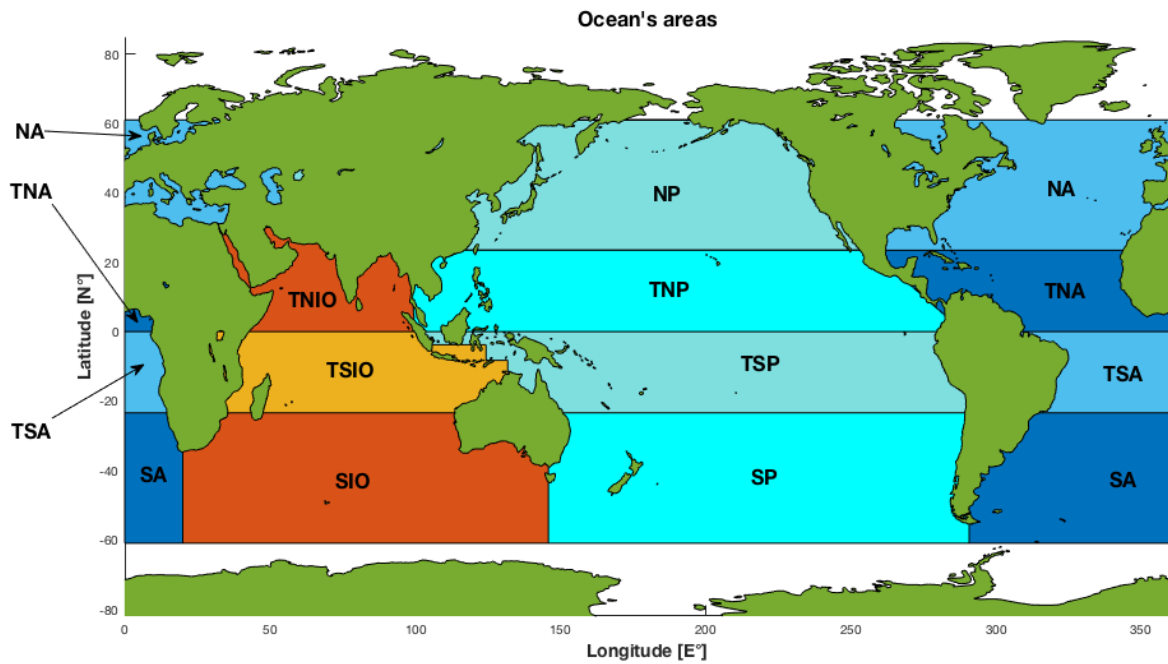 Ocean's areas
80
60
40
20
0
-20
-40
-60
-80
Latitude [N°]
NA
TNA
TSA
NP
NA
TNIO
TNP
TNA
TSIO
TSP
TSA
SA
SIO
SP
SA
0
50
100
150
200
250
300
350
Longitude [E°]